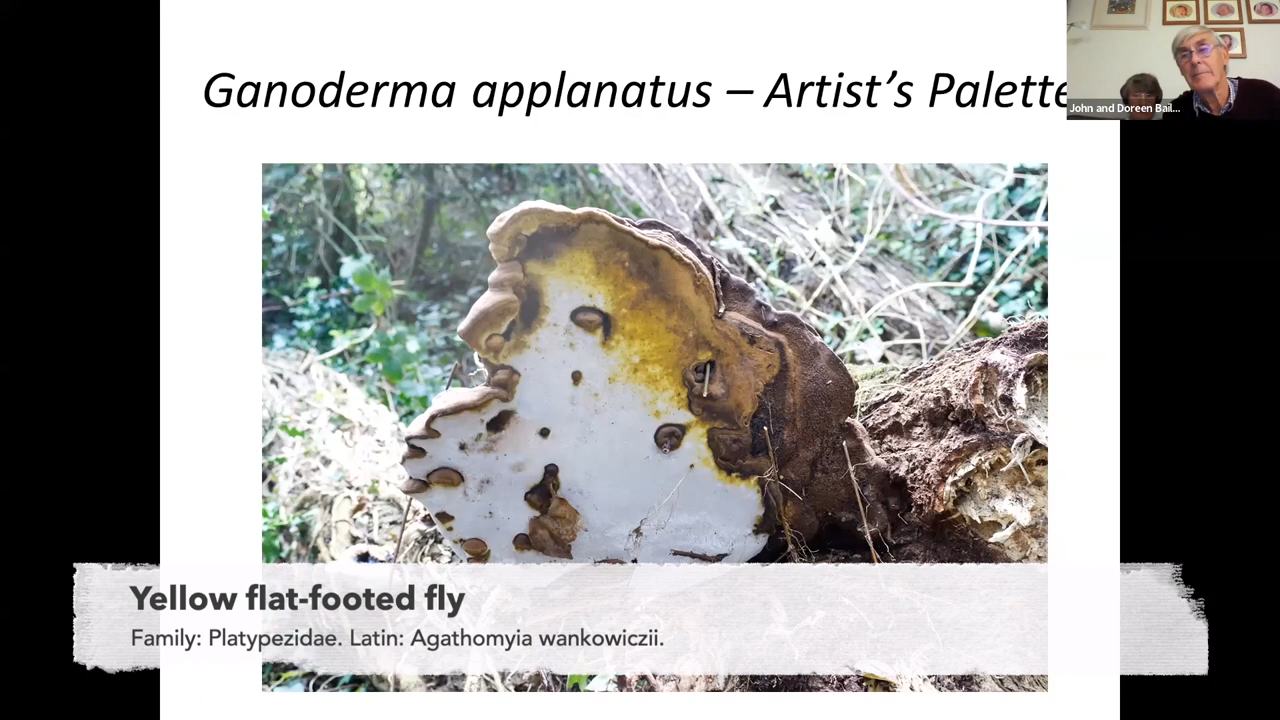 Ganoderma applanatus – Artist's Palette
John and Doreen Bail...
Yellow flat-footed fly
Family: Platypezidae. Latin: Agathomyia wankowiczii.